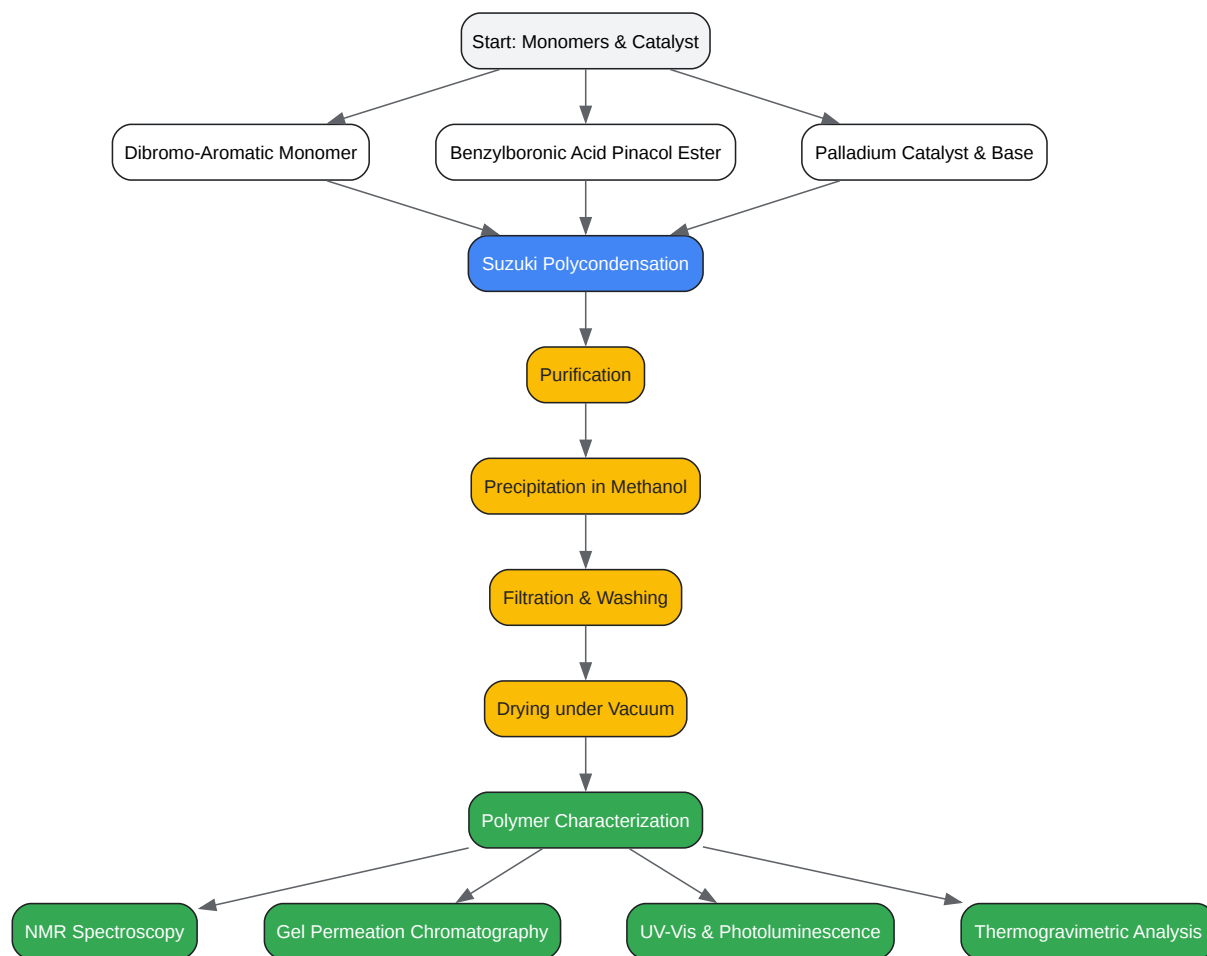 Start: Monomers & Catalyst
Dibromo-Aromatic Monomer
Benzylboronic Acid Pinacol Ester
Palladium Catalyst & Base
Suzuki Polycondensation
Purification
Precipitation in Methanol
Filtration & Washing
Drying under Vacuum
Polymer Characterization
NMR Spectroscopy
Gel Permeation Chromatography
UV-Vis & Photoluminescence
Thermogravimetric Analysis